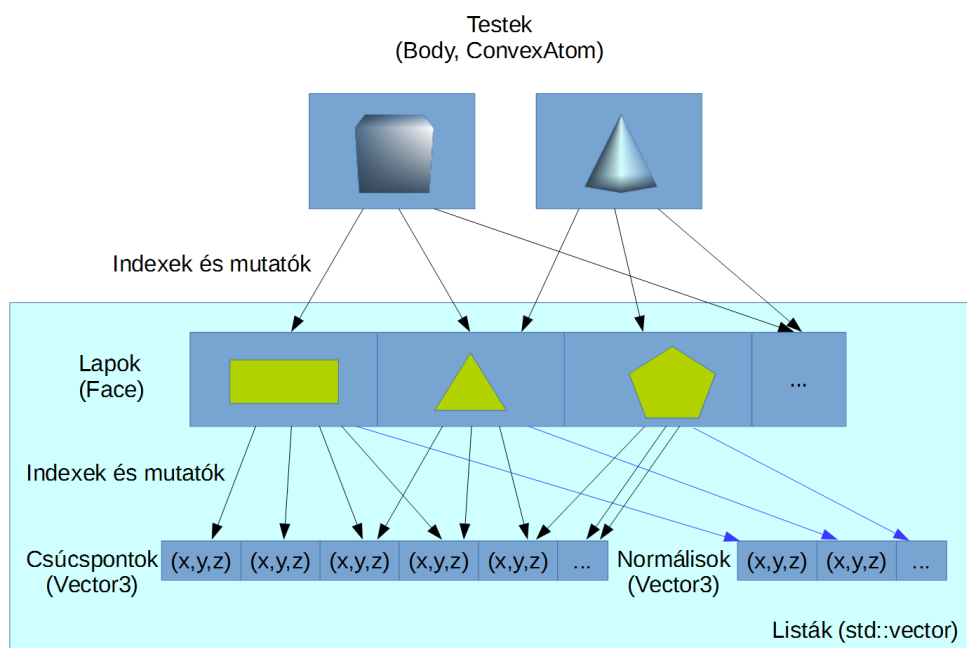 Testek
(Body, ConvexAtom)
Indexek és mutatók
Lapok
(Face)
...
Indexek és mutatók
Csúcspontok
(Vector3)
(x,y,z)
(x,y,z)
(x,y,z)
(x,y,z)
(x,y,z)
...
Normálisok
(Vector3)
(x,y,z)
(x,y,z)
...
Listák (std::vector)